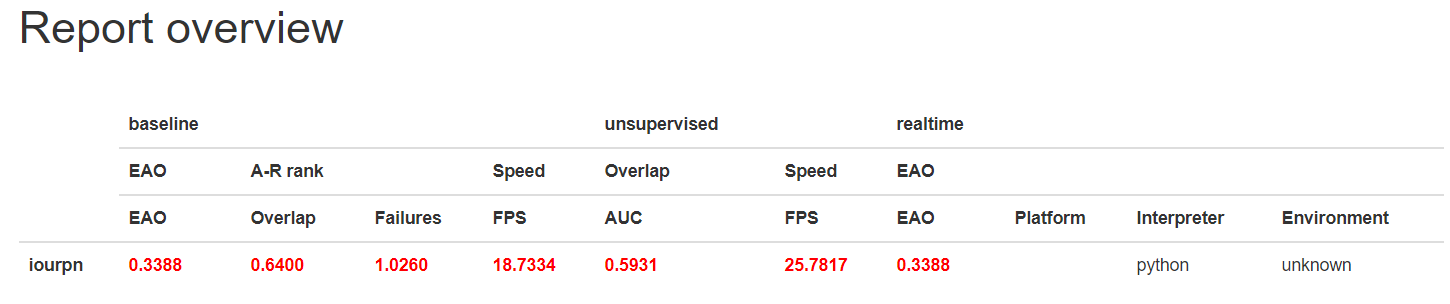 Report overview
baseline unsupervised realtime
EAO A-R rank Speed Overlap Speed EAO
EAO Overlap Failures FPS AUC FPS EAO Platform Interpreter Environment
iourpn 0.3388 0.6400 1.0260 18.7334 0.5931 25.7817 0.3388 python unknown